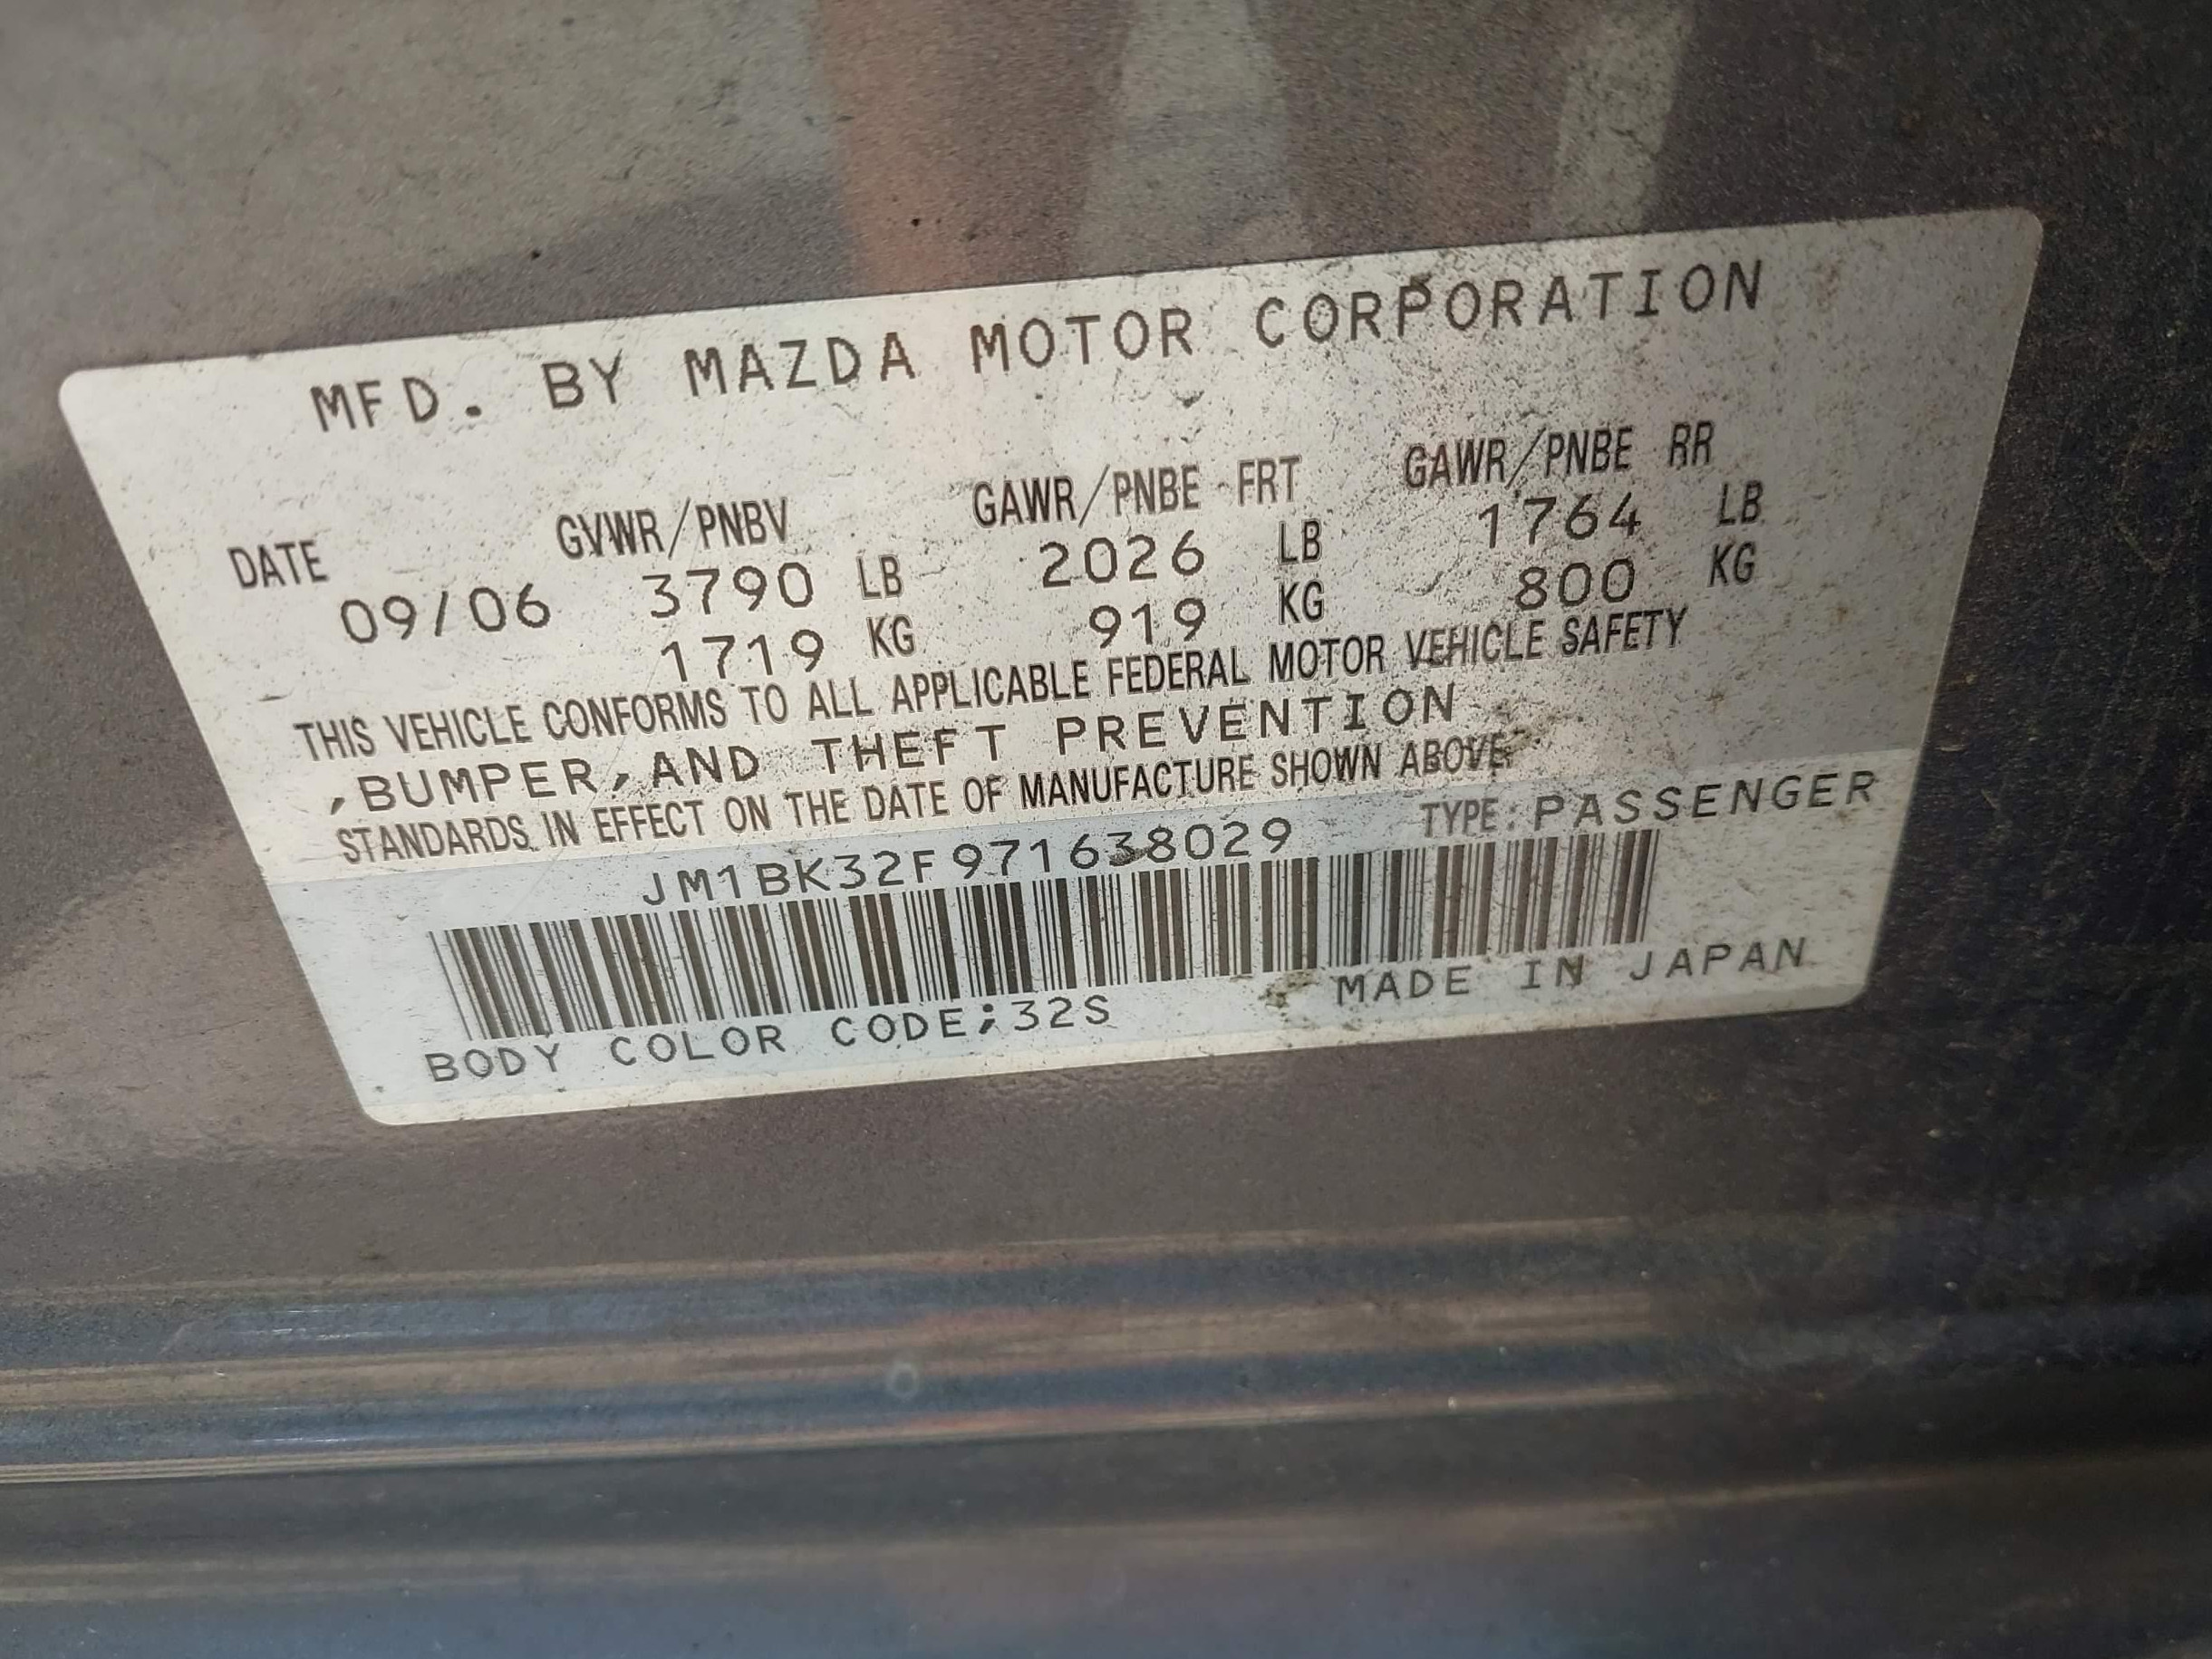 MFD. BY MAZDA MOTOR CORPORATION
DATE GVWR/PNBV GAWR/PNBE FRT GAWR/PNBE RR
09/06 3790 LB 2026 LB 1764 LB
1719 KG 919 KG 800 KG
THIS VEHICLE CONFORMS TO ALL APPLICABLE FEDERAL MOTOR VEHICLE SAFETY
,BUMPER,AND THEFT PREVENTION
STANDARDS IN EFFECT ON THE DATE OF MANUFACTURE SHOWN ABOVE.
JM1BK32F971638029 TYPE:PASSENGER
BODY COLOR CODE;32S MADE IN JAPAN